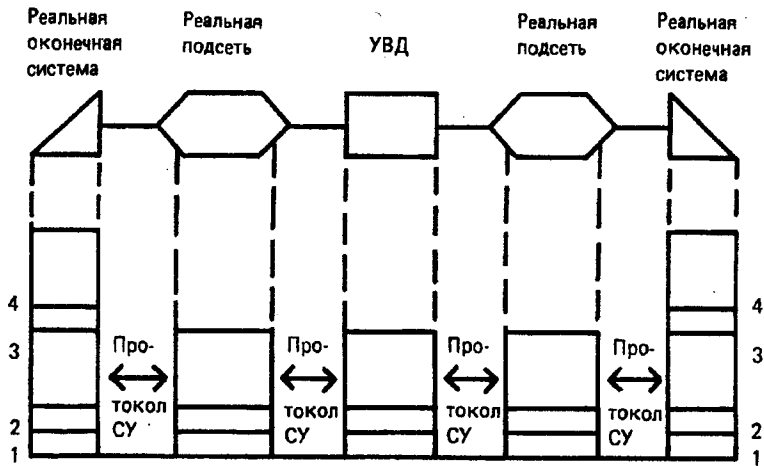 Реальная
оконечная
система
Реальная
подсеть
УВД
Реальная
подсеть
Реальная
оконечная
система
4
4
3
Про-
Про-
Про-
Про-
3
токол
СУ
токол
СУ
токол
СУ
токол
СУ
2
2
1
1